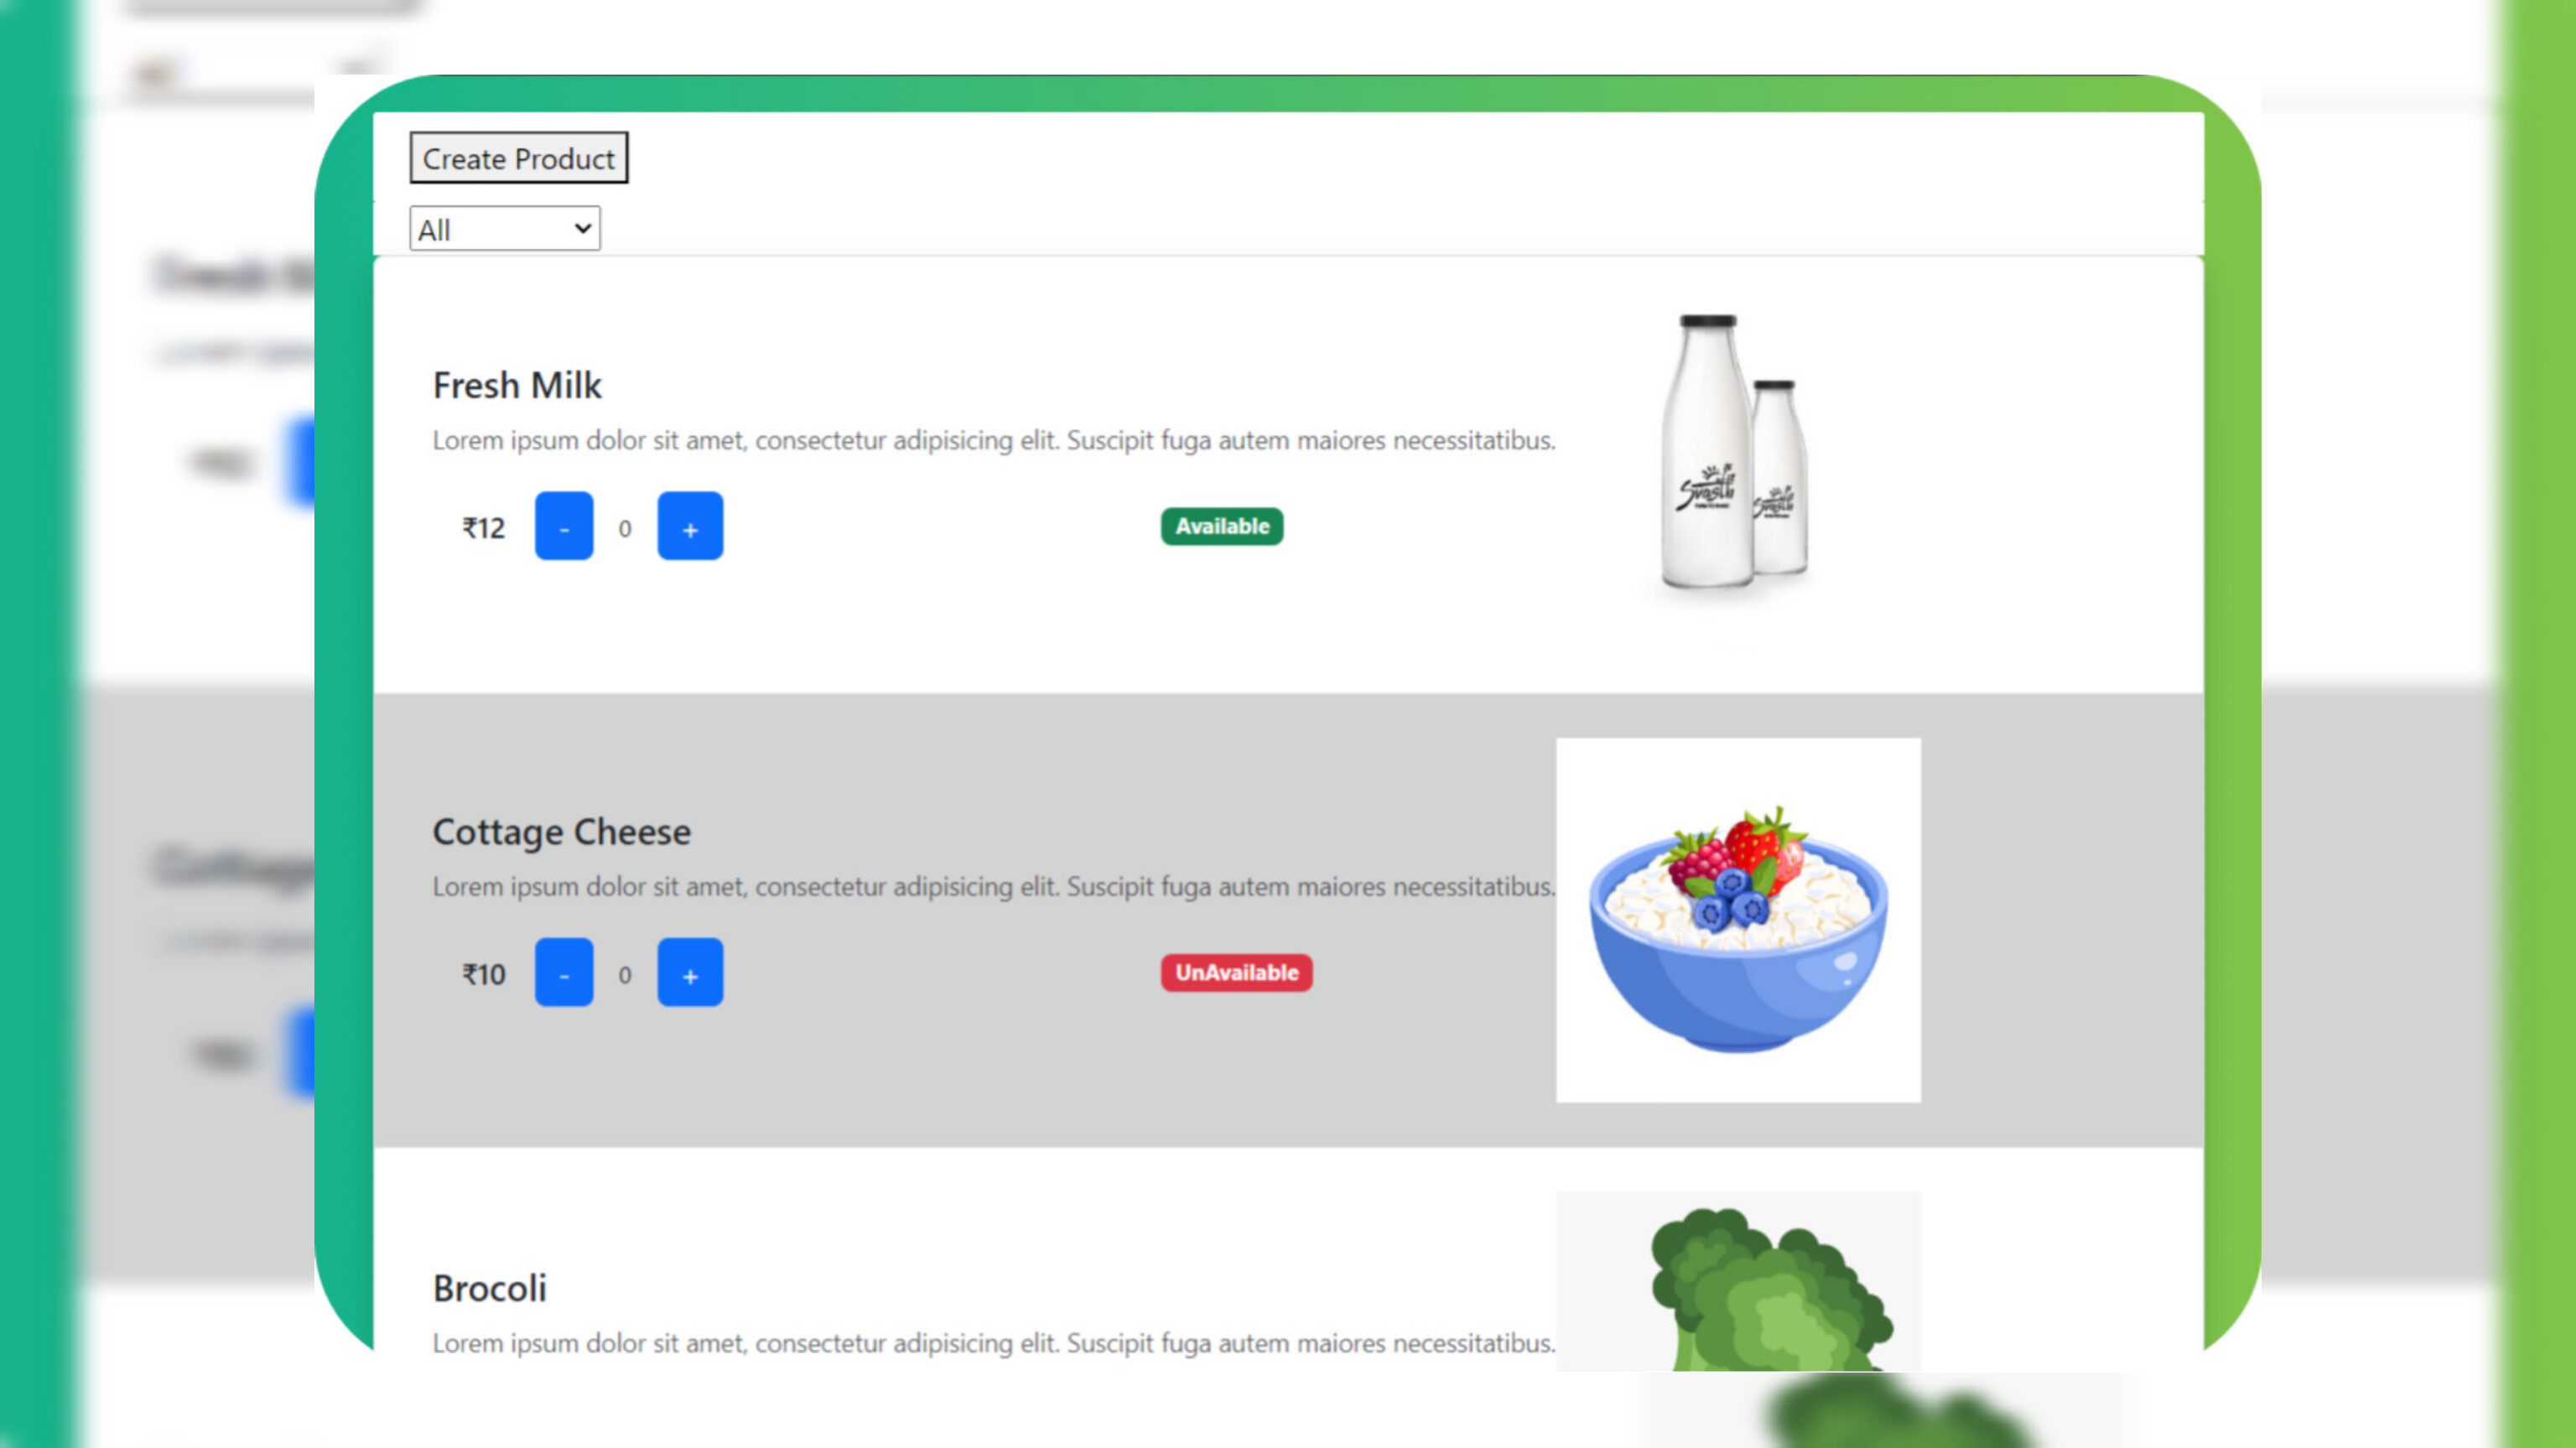 Create Product
All
Fresh Milk
Lorem ipsum dolor sit amet, consectetur adipisicing elit. Suscipit fuga autem maiores necessitatibus.
₹12 - 0 + Available
Svasth
Svasth
Cottage Cheese
Lorem ipsum dolor sit amet, consectetur adipisicing elit. Suscipit fuga autem maiores necessitatibus.
₹10 - 0 + UnAvailable
Brocoli
Lorem ipsum dolor sit amet, consectetur adipisicing elit. Suscipit fuga autem maiores necessitatibus.